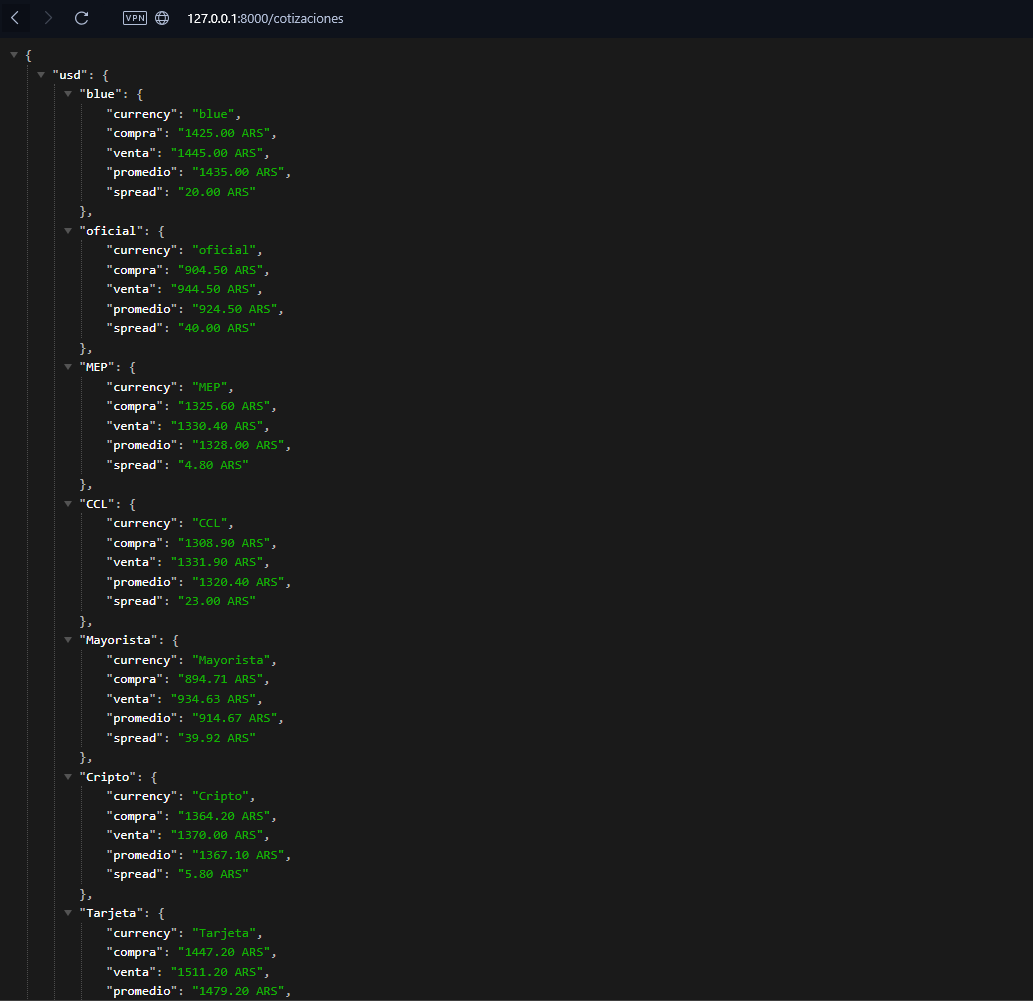 VPN 127.0.0.1:8000/cotizaciones
{
"usd": {
"blue": {
"currency": "blue",
"compra": "1425.00 ARS",
"venta": "1445.00 ARS",
"promedio": "1435.00 ARS",
"spread": "20.00 ARS"
},
"oficial": {
"currency": "oficial",
"compra": "904.50 ARS",
"venta": "944.50 ARS",
"promedio": "924.50 ARS",
"spread": "40.00 ARS"
},
"MEP": {
"currency": "MEP",
"compra": "1325.60 ARS",
"venta": "1330.40 ARS",
"promedio": "1328.00 ARS",
"spread": "4.80 ARS"
},
"CCL": {
"currency": "CCL",
"compra": "1308.90 ARS",
"venta": "1331.90 ARS",
"promedio": "1320.40 ARS",
"spread": "23.00 ARS"
},
"Mayorista": {
"currency": "Mayorista",
"compra": "894.71 ARS",
"venta": "934.63 ARS",
"promedio": "914.67 ARS",
"spread": "39.92 ARS"
},
"Cripto": {
"currency": "Cripto",
"compra": "1364.20 ARS",
"venta": "1370.00 ARS",
"promedio": "1367.10 ARS",
"spread": "5.80 ARS"
},
"Tarjeta": {
"currency": "Tarjeta",
"compra": "1447.20 ARS",
"venta": "1511.20 ARS",
"promedio": "1479.20 ARS",